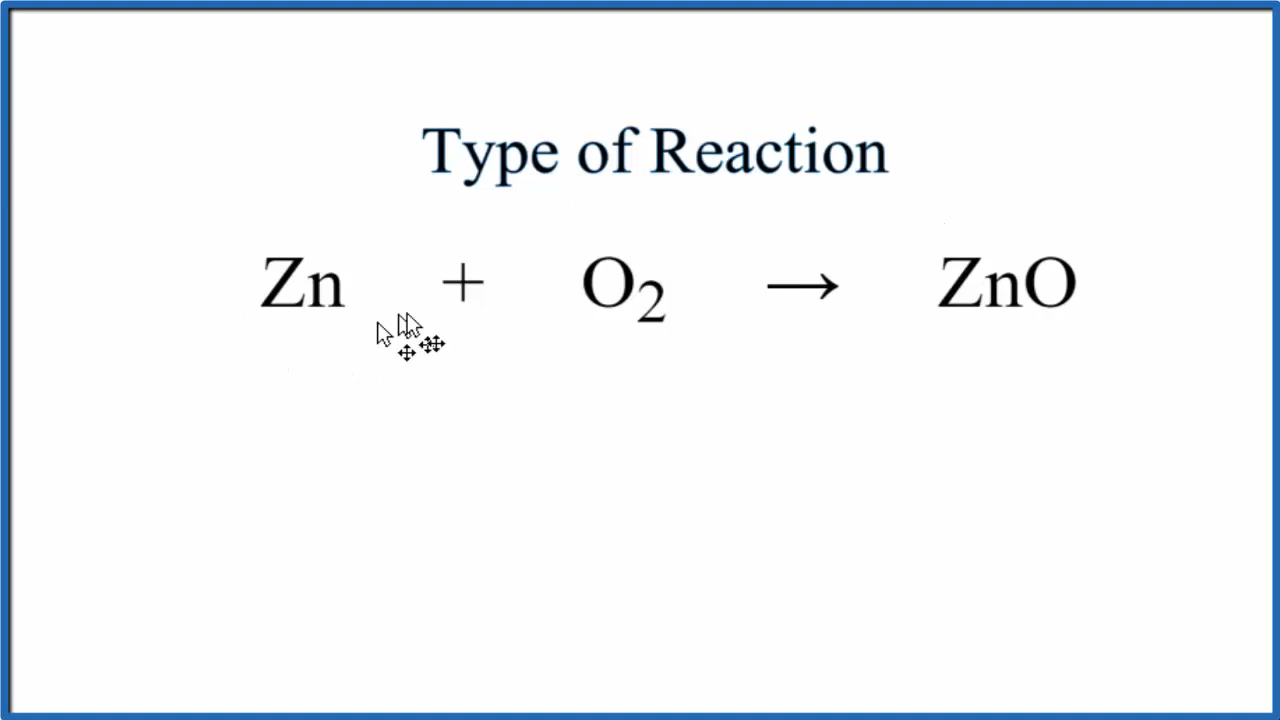 Type of Reaction
Zn + O₂ → ZnO